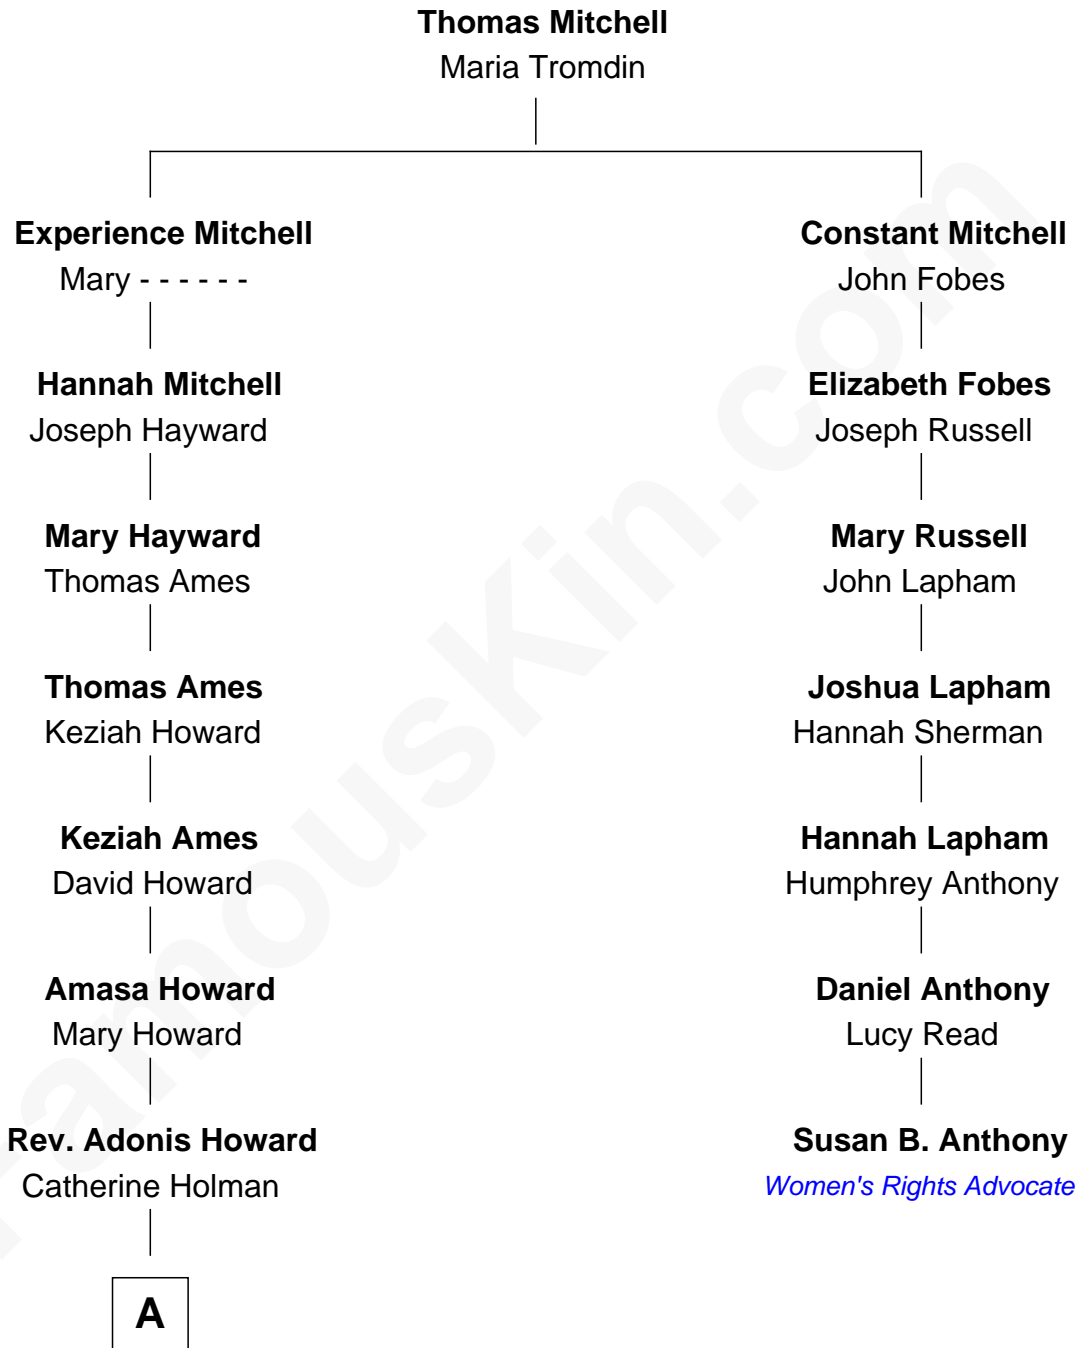 Thomas Mitchell
Maria Tromdin
Experience Mitchell
Mary - - - - - -
Constant Mitchell
John Fobes
Hannah Mitchell
Joseph Hayward
Elizabeth Fobes
Joseph Russell
Mary Hayward
Thomas Ames
Mary Russell
John Lapham
Thomas Ames
Keziah Howard
Joshua Lapham
Hannah Sherman
Keziah Ames
David Howard
Hannah Lapham
Humphrey Anthony
Amasa Howard
Mary Howard
Daniel Anthony
Lucy Read
Rev. Adonis Howard
Catherine Holman
Susan B. Anthony
Women's Rights Advocate
A
FamousKin.com